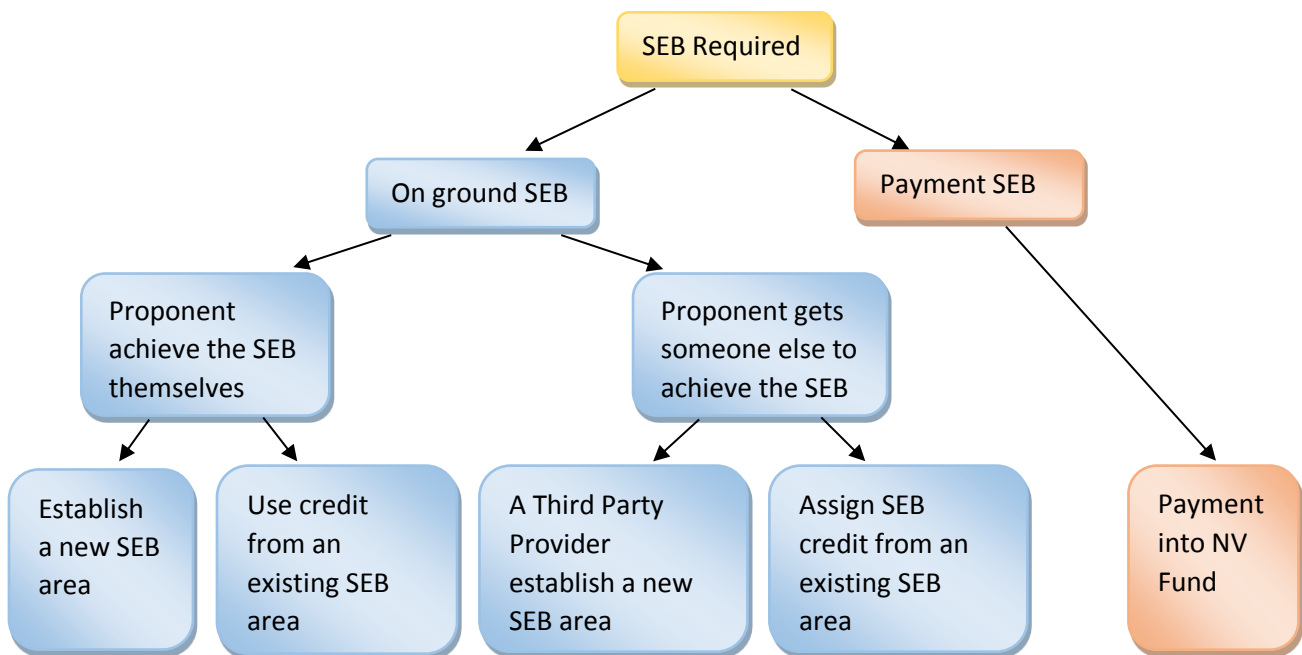 SEB Required
On ground SEB
Payment SEB
Proponent
achieve the SEB
themselves
Proponent gets
someone else to
achieve the SEB
Establish
a new SEB
area
Use credit
from an
existing SEB
area
A Third Party
Provider
establish a new
SEB area
Assign SEB
credit from an
existing SEB
area
Payment
into NV
Fund